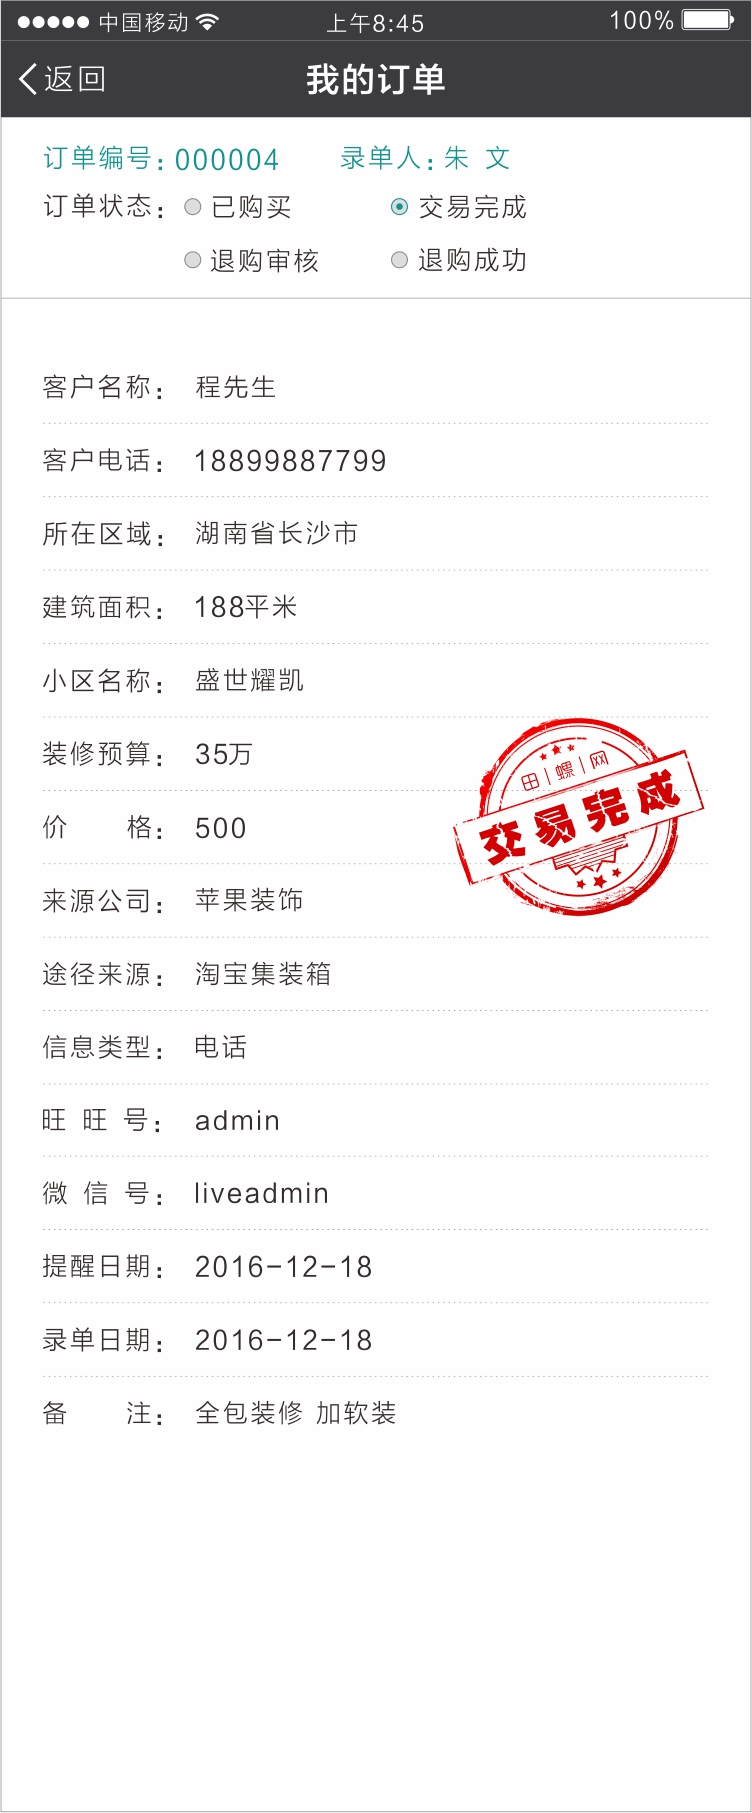 中国移动 上午8:45 100%
返回 我的订单
订单编号:000004 录单人:朱 文
订单状态: 已购买 交易完成
退购审核 退购成功
客户名称: 程先生
客户电话: 18899887799
所在区域: 湖南省长沙市
建筑面积: 188平米
小区名称: 盛世耀凯
装修预算: 35万
田|螺|网
交易完成
价 格: 500
来源公司: 苹果装饰
途径来源: 淘宝集装箱
信息类型: 电话
旺 旺 号: admin
微 信 号: liveadmin
提醒日期: 2016-12-18
录单日期: 2016-12-18
备 注: 全包装修 加软装